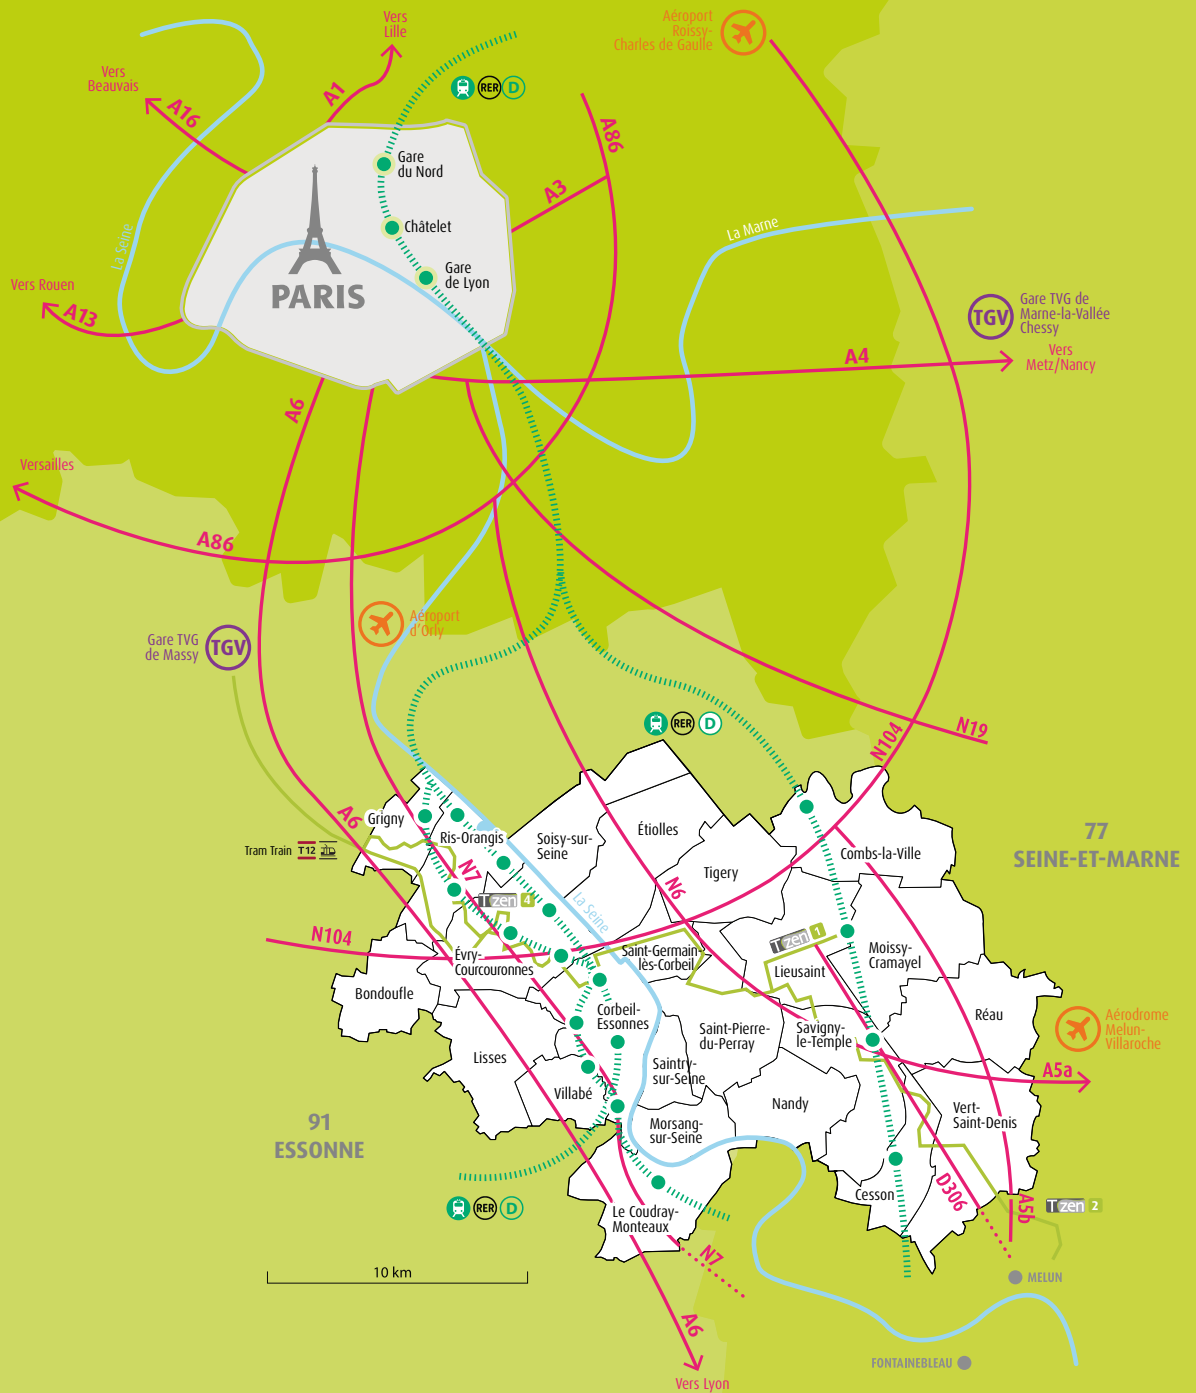 Vers
Lille
Aéroport
Roissy-
Charles de Gaulle
Vers
Beauvais
A16
A1
RER
D
A86
Gare
du Nord
A3
Châtelet
La Seine
La Marne
Gare
de Lyon
PARIS
Vers Rouen
A13
TGV
Gare TVG de
Marne-la-Vallée
Chessy
A4
Vers
Metz/Nancy
A6
Versailles
A86
Aéroport
d'Orly
Gare TVG
de Massy
TGV
RER
D
N19
N104
A6
Grigny
Ris-Orangis
Soisy-sur-
Seine
Étiolles
Combs-la-Ville
77
SEINE-ET-MARNE
Tram Train
T12
N7
Tigery
N6
T zen 4
La Seine
N104
T zen 1
Évry-
Courcouronnes
Saint-Germain-
lès-Corbeil
Lieusaint
Moissy-
Cramayel
Bondoufle
Corbeil-
Essonnes
Saint-Pierre-
du-Perray
Savigny-
le-Temple
Réau
Aérodrome
Melun-
Villaroche
Lisses
Saintry-
sur-Seine
A5a
Villabé
Nandy
Vert-
Saint-Denis
91
ESSONNE
Morsang-
sur-Seine
Cesson
D306
A5b
T zen 2
RER
D
Le Coudray-
Monteaux
N7
10 km
MELUN
A6
FONTAINEBLEAU
Vers Lyon